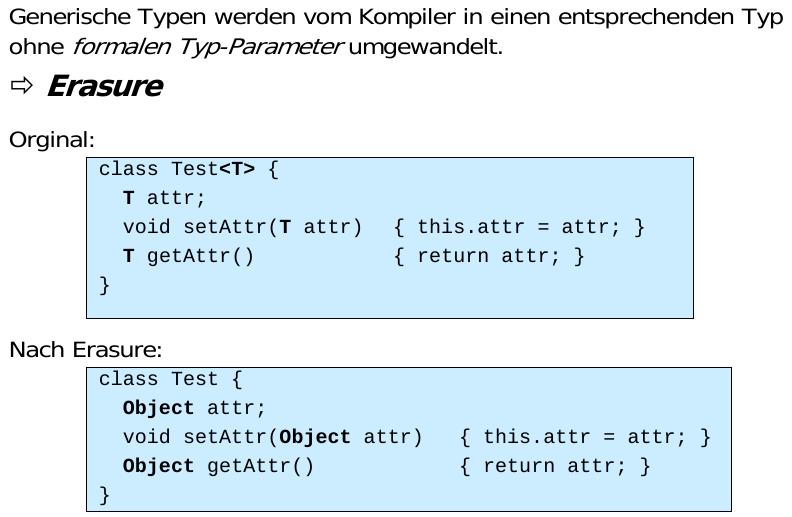 Generische Typen werden vom Kompiler in einen entsprechenden Typ
ohne formalen Typ-Parameter umgewandelt.
⇨ Erasure
Orginal:
class Test<T> {
  T attr;
  void setAttr(T attr)  { this.attr = attr; }
  T getAttr()           { return attr; }
}
Nach Erasure:
class Test {
  Object attr;
  void setAttr(Object attr)   { this.attr = attr; }
  Object getAttr()            { return attr; }
}